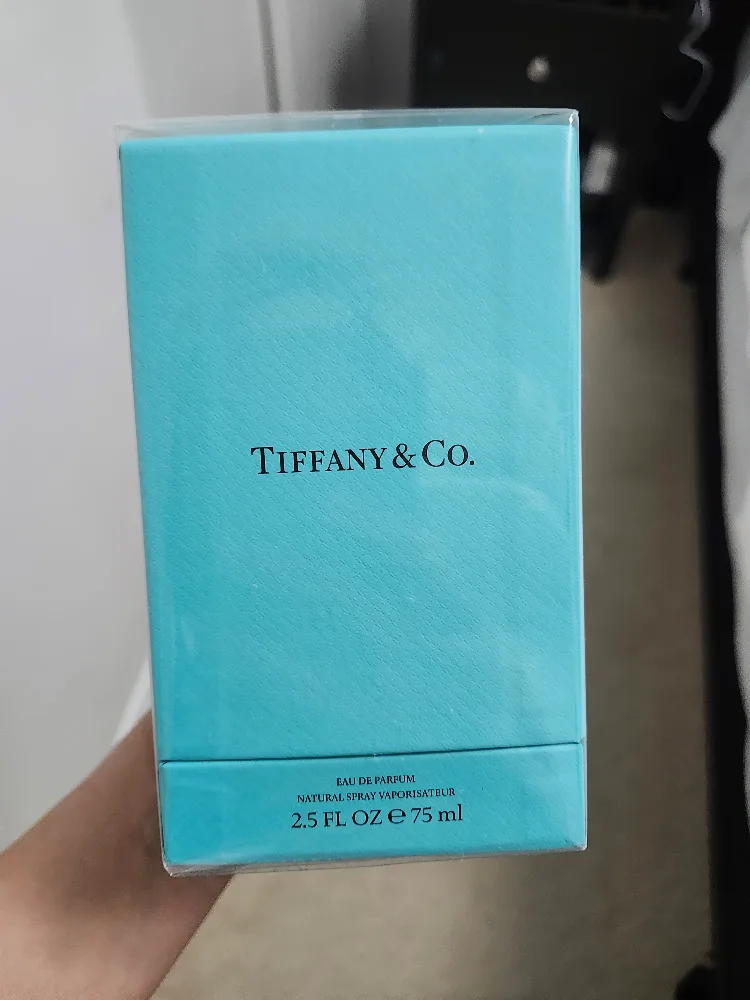 TIFFANY & CO.
EAU DE PARFUM
NATURAL SPRAY VAPORISATEUR
2.5 FL OZ ℮ 75 ml